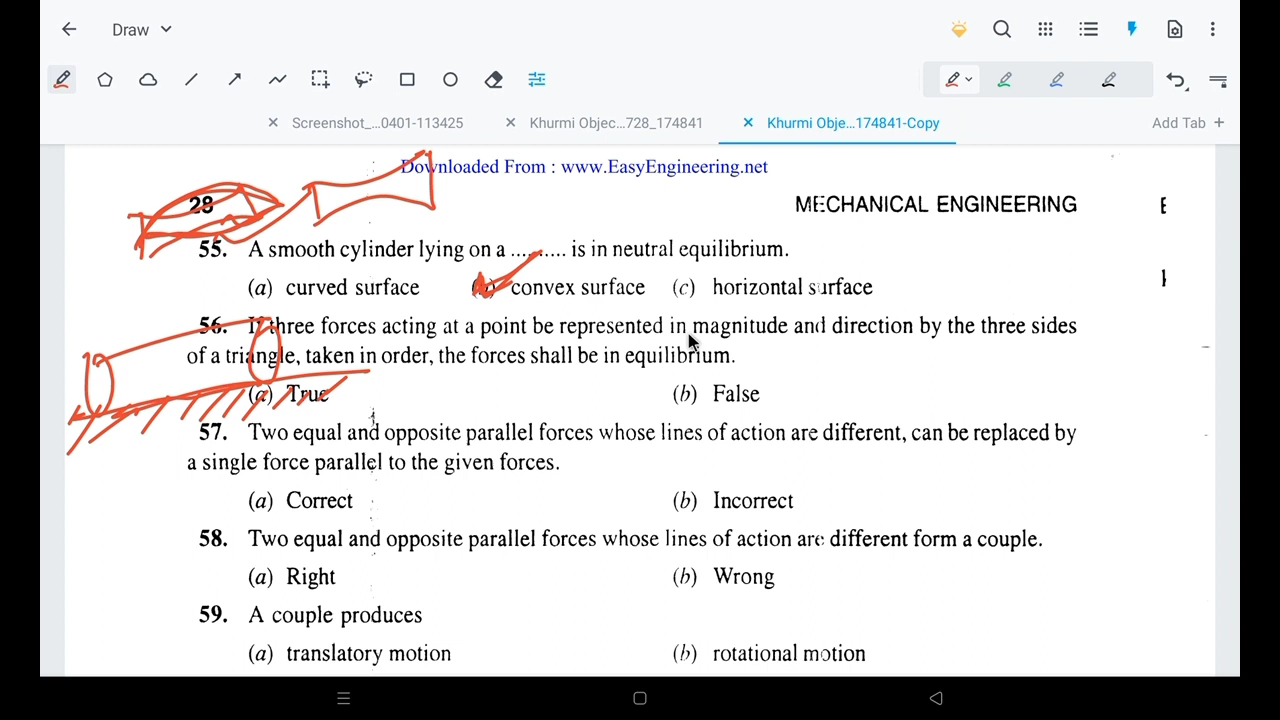 Draw
Screenshot_...0401-113425
Khurmi Objec...728_174841
Khurmi Obje...174841-Copy
Add Tab +
Downloaded From : www.EasyEngineering.net
28
MECHANICAL ENGINEERING
55. A smooth cylinder lying on a .......... is in neutral equilibrium.
(a) curved surface (b) convex surface (c) horizontal surface
56. If three forces acting at a point be represented in magnitude and direction by the three sides
of a triangle, taken in order, the forces shall be in equilibrium.
(a) True (b) False
57. Two equal and opposite parallel forces whose lines of action are different, can be replaced by
a single force parallel to the given forces.
(a) Correct (b) Incorrect
58. Two equal and opposite parallel forces whose lines of action are different form a couple.
(a) Right (b) Wrong
59. A couple produces
(a) translatory motion (b) rotational motion